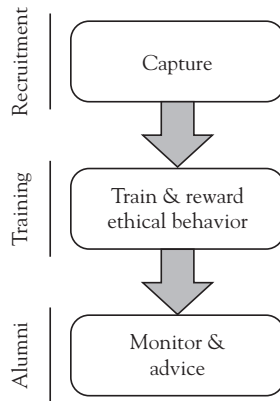 Recruitment
Capture
Training
Train & reward
ethical behavior
Alumni
Monitor &
advice